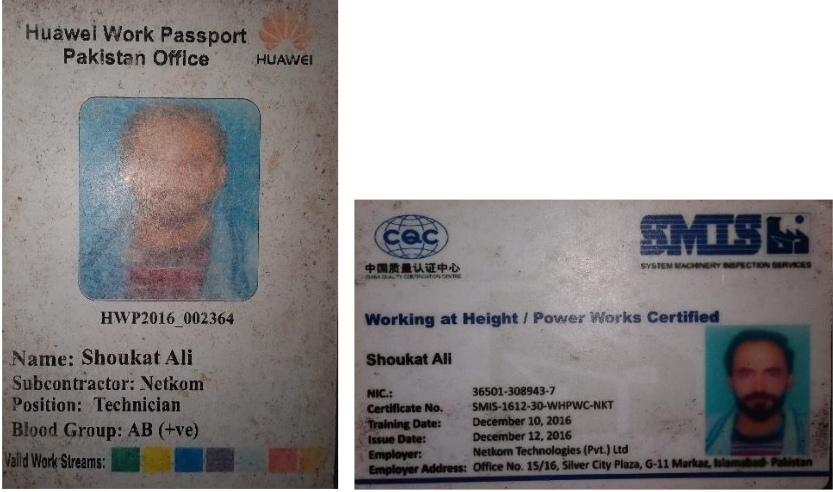 Huawei Work Passport
Pakistan Office
HUAWEI
HWP2016_002364
Name: Shoukat Ali
Subcontractor: Netkom
Position: Technician
Blood Group: AB (+ve)
Valid Work Streams:
CQC
中国质量认证中心
CHINA QUALITY CERTIFICATION CENTRE
SMIS
SYSTEM MACHINERY INSPECTION SERVICES
Working at Height / Power Works Certified
Shoukat Ali
NIC.: 36501-308943-7
Certificate No. SMIS-1612-30-WHPWC-NKT
Training Date: December 10, 2016
Issue Date: December 12, 2016
Employer: Netkom Technologies (Pvt.) Ltd
Employer Address: Office No. 15/16, Silver City Plaza, G-11 Markaz, Islamabad- Pakistan